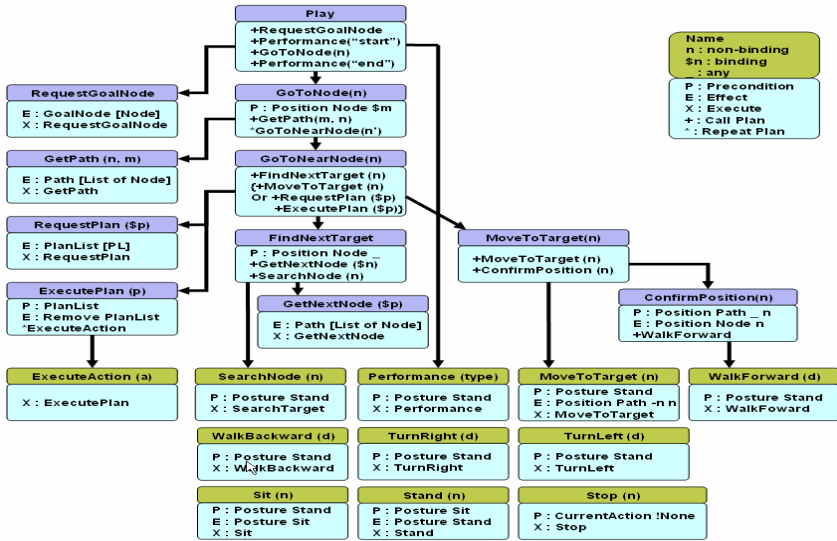 Play
+RequestGoalNode
+Performance("start")
+GoToNode(n)
+Performance("end")
Name
n : non-binding
$n : binding
_ : any
P : Precondition
E : Effect
X : Execute
+ : Call Plan
* : Repeat Plan
RequestGoalNode
E : GoalNode [Node]
X : RequestGoalNode
GoToNode(n)
P : Position Node $m
+GetPath(m, n)
*GoToNearNode(n')
GetPath (n, m)
E : Path [List of Node]
X : GetPath
GoToNearNode(n)
+FindNextTarget (n)
{+MoveToTarget (n)
Or +RequestPlan ($p)
+ExecutePlan ($p)}
RequestPlan ($p)
E : PlanList [PL]
X : RequestPlan
FindNextTarget
P : Position Node _
+GetNextNode ($n)
+SearchNode (n)
MoveToTarget(n)
+MoveToTarget (n)
+ConfirmPosition (n)
ExecutePlan (p)
P : PlanList
E : Remove PlanList
*ExecuteAction
GetNextNode ($p)
E : Path [List of Node]
X : GetNextNode
ConfirmPosition(n)
P : Position Path _ n
E : Position Node n
+WalkForward
ExecuteAction (a)
X : ExecutePlan
SearchNode (n)
P : Posture Stand
X : SearchTarget
Performance (type)
P : Posture Stand
X : Performance
MoveToTarget (n)
P : Posture Stand
E : Position Path -n n
X : MoveToTarget
WalkForward (d)
P : Posture Stand
X : WalkFoward
WalkBackward (d)
P : Posture Stand
X : WalkBackward
TurnRight (d)
P : Posture Stand
X : TurnRight
TurnLeft (d)
P : Posture Stand
X : TurnLeft
Sit (n)
P : Posture Stand
E : Posture Sit
X : Sit
Stand (n)
P : Posture Sit
E : Posture Stand
X : Stand
Stop (n)
P : CurrentAction !None
X : Stop